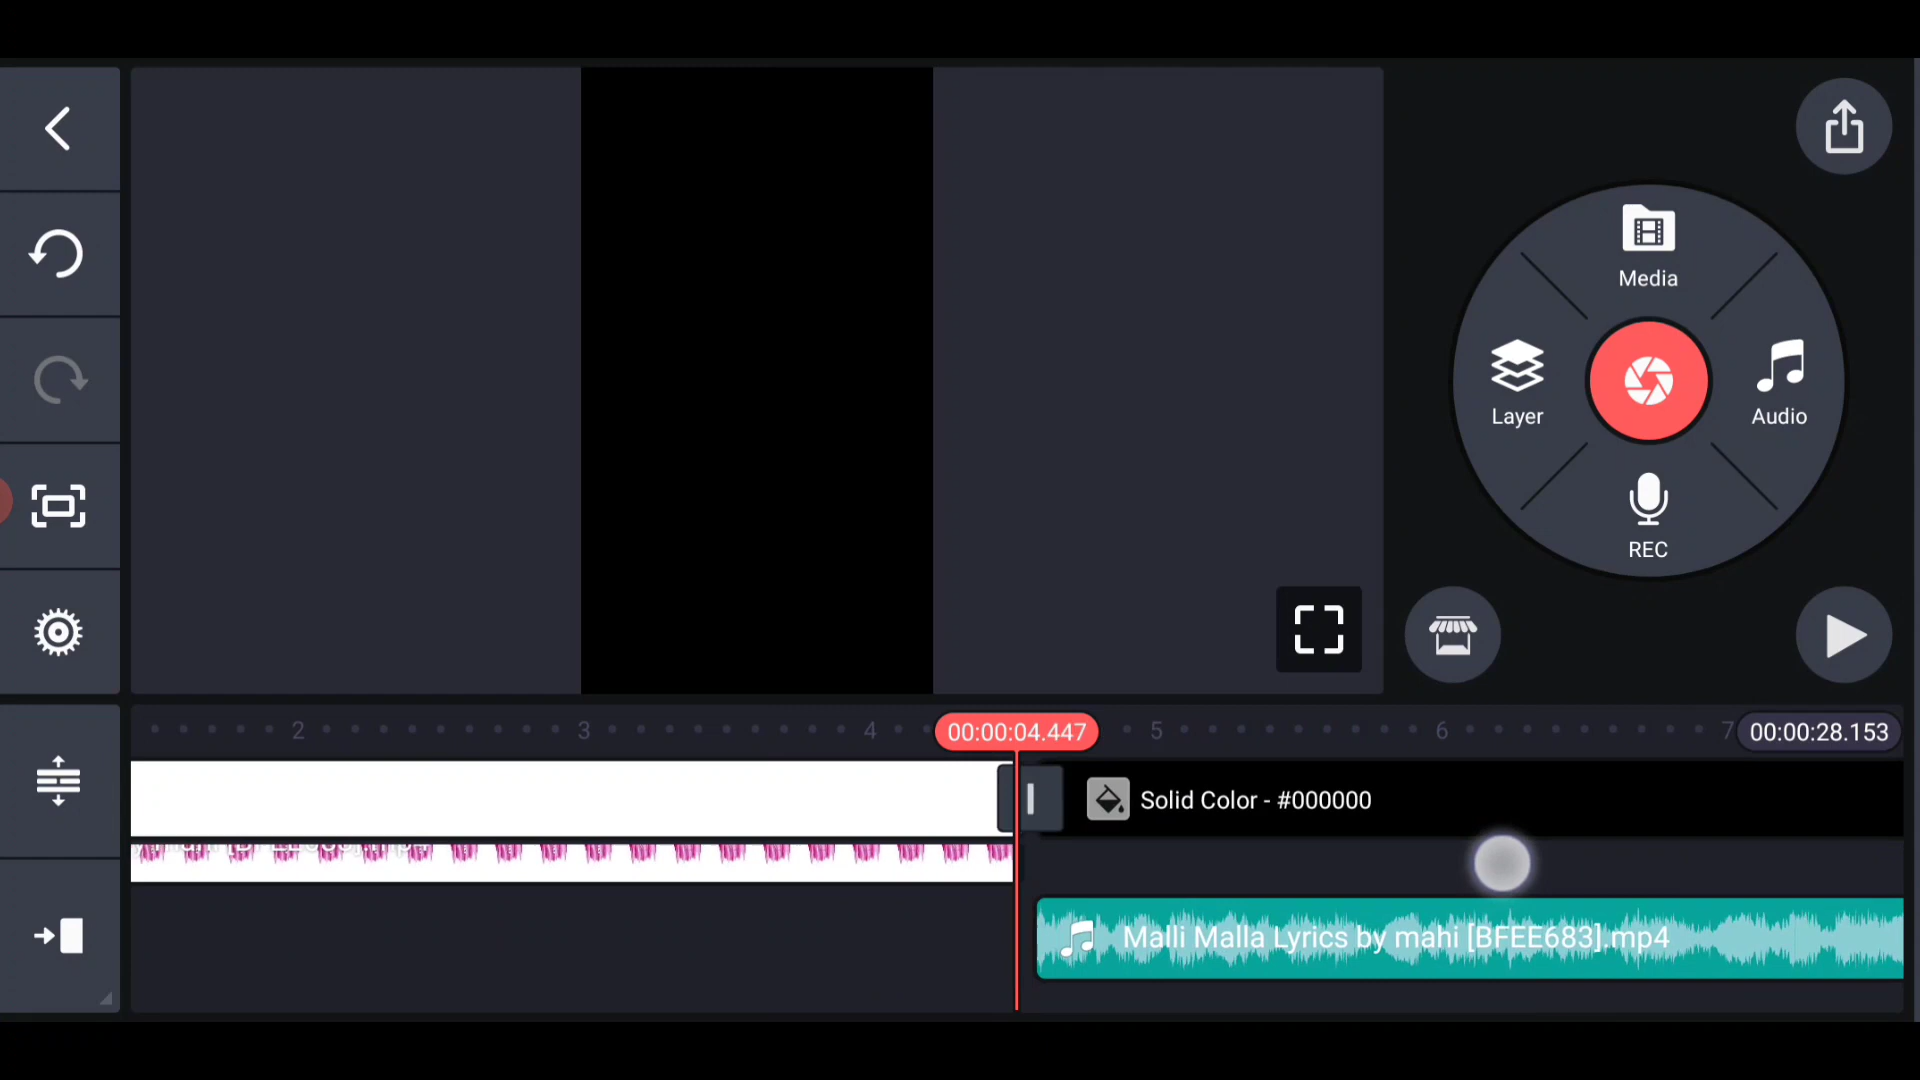 Media
Layer
Audio
REC
2
3
4
00:00:04.447
5
6
7
00:00:28.153
Solid Color - #000000
Malli Malla Lyrics by mahi [BFEE683].mp4